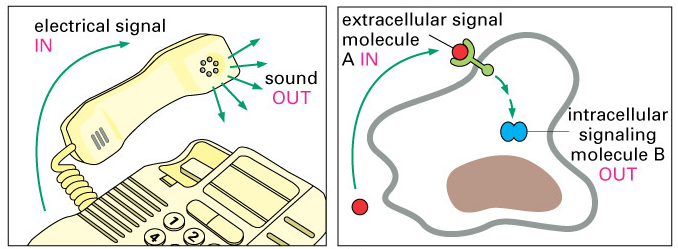 electrical signal
IN
sound
OUT
1
2
4
extracellular signal
molecule
A IN
intracellular
signaling
molecule B
OUT